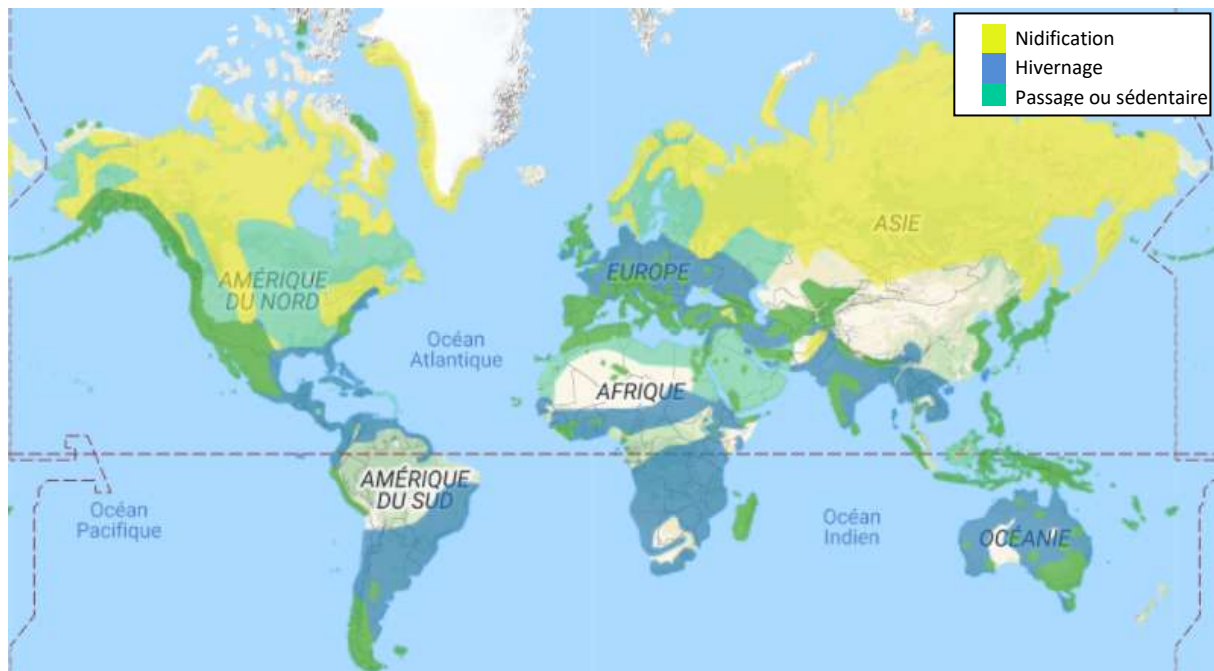 Nidification
Hivernage
Passage ou sédentaire
ASIE
EUROPE
AMÉRIQUE
DU NORD
Océan
Atlantique
AFRIQUE
AMÉRIQUE
DU SUD
Océan
Pacifique
Océan
Indien
OCÉANIE